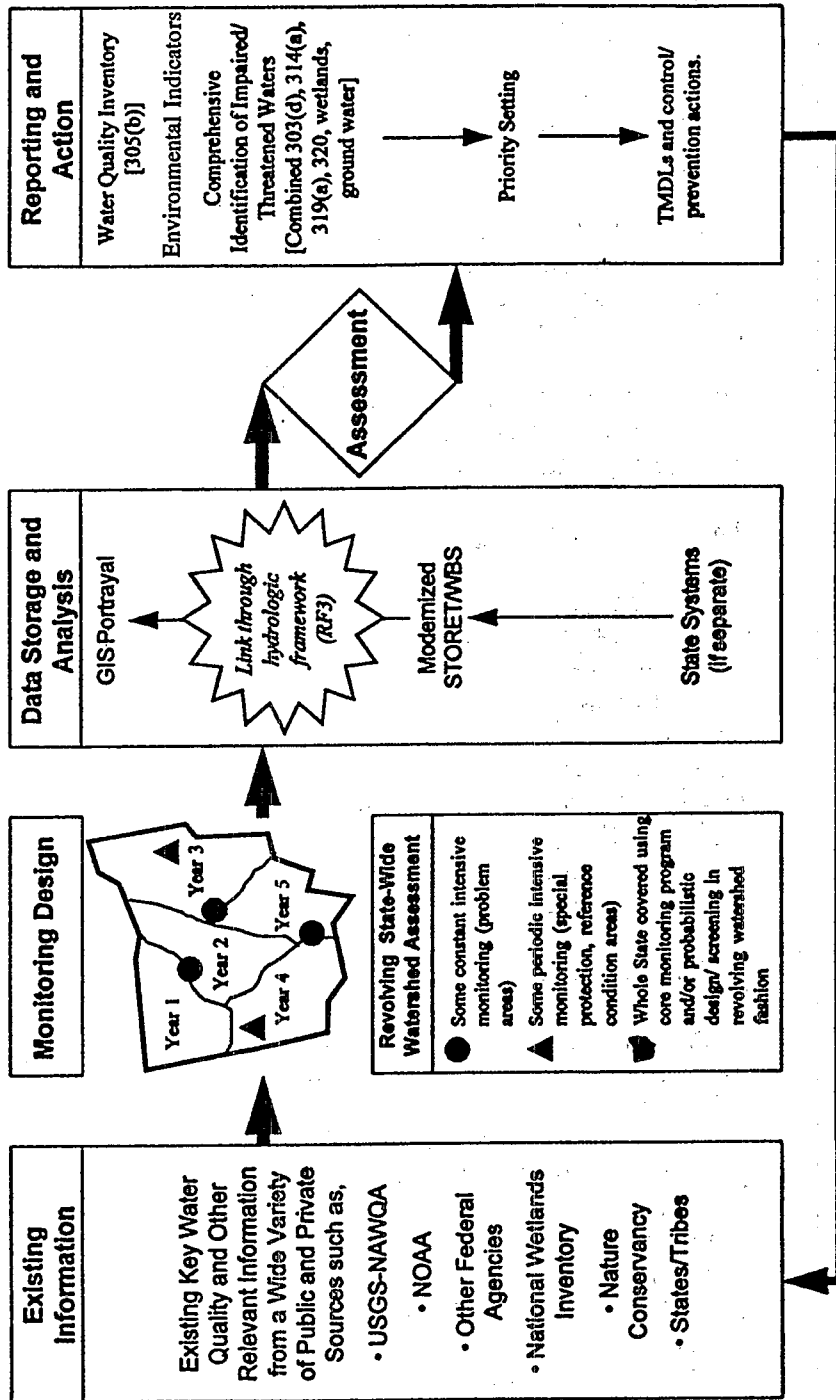 Existing
Information
Existing Key Water
Quality and Other
Relevant Information
from a Wide Variety
of Public and Private
Sources such as,
• USGS-NAWQA
• NOAA
• Other Federal
Agencies
• National Wetlands
Inventory
• Nature
Conservancy
• States/Tribes
Monitoring Design
Year 1
Year 2
Year 3
Year 4
Year 5
Revolving State-Wide
Watershed Assessment
Some constant intensive
monitoring (problem
areas)
Some periodic intensive
monitoring (special
protection, reference
condition areas)
Whole State covered using
core monitoring program
and/or probabilistic
design/ screening in
revolving watershed
fashion
Data Storage and
Analysis
GIS Portrayal
Link through
hydrologic
framework
(RF3)
Modernized
STORET/WBS
State Systems
(if separate)
Assessment
Reporting and
Action
Water Quality Inventory
[305(b)]
Environmental Indicators
Comprehensive
Identification of Impaired/
Threatened Waters
[Combined 303(d), 314(a),
319(a), 320, wetlands,
ground water]
Priority Setting
TMDLs and control/
prevention actions.